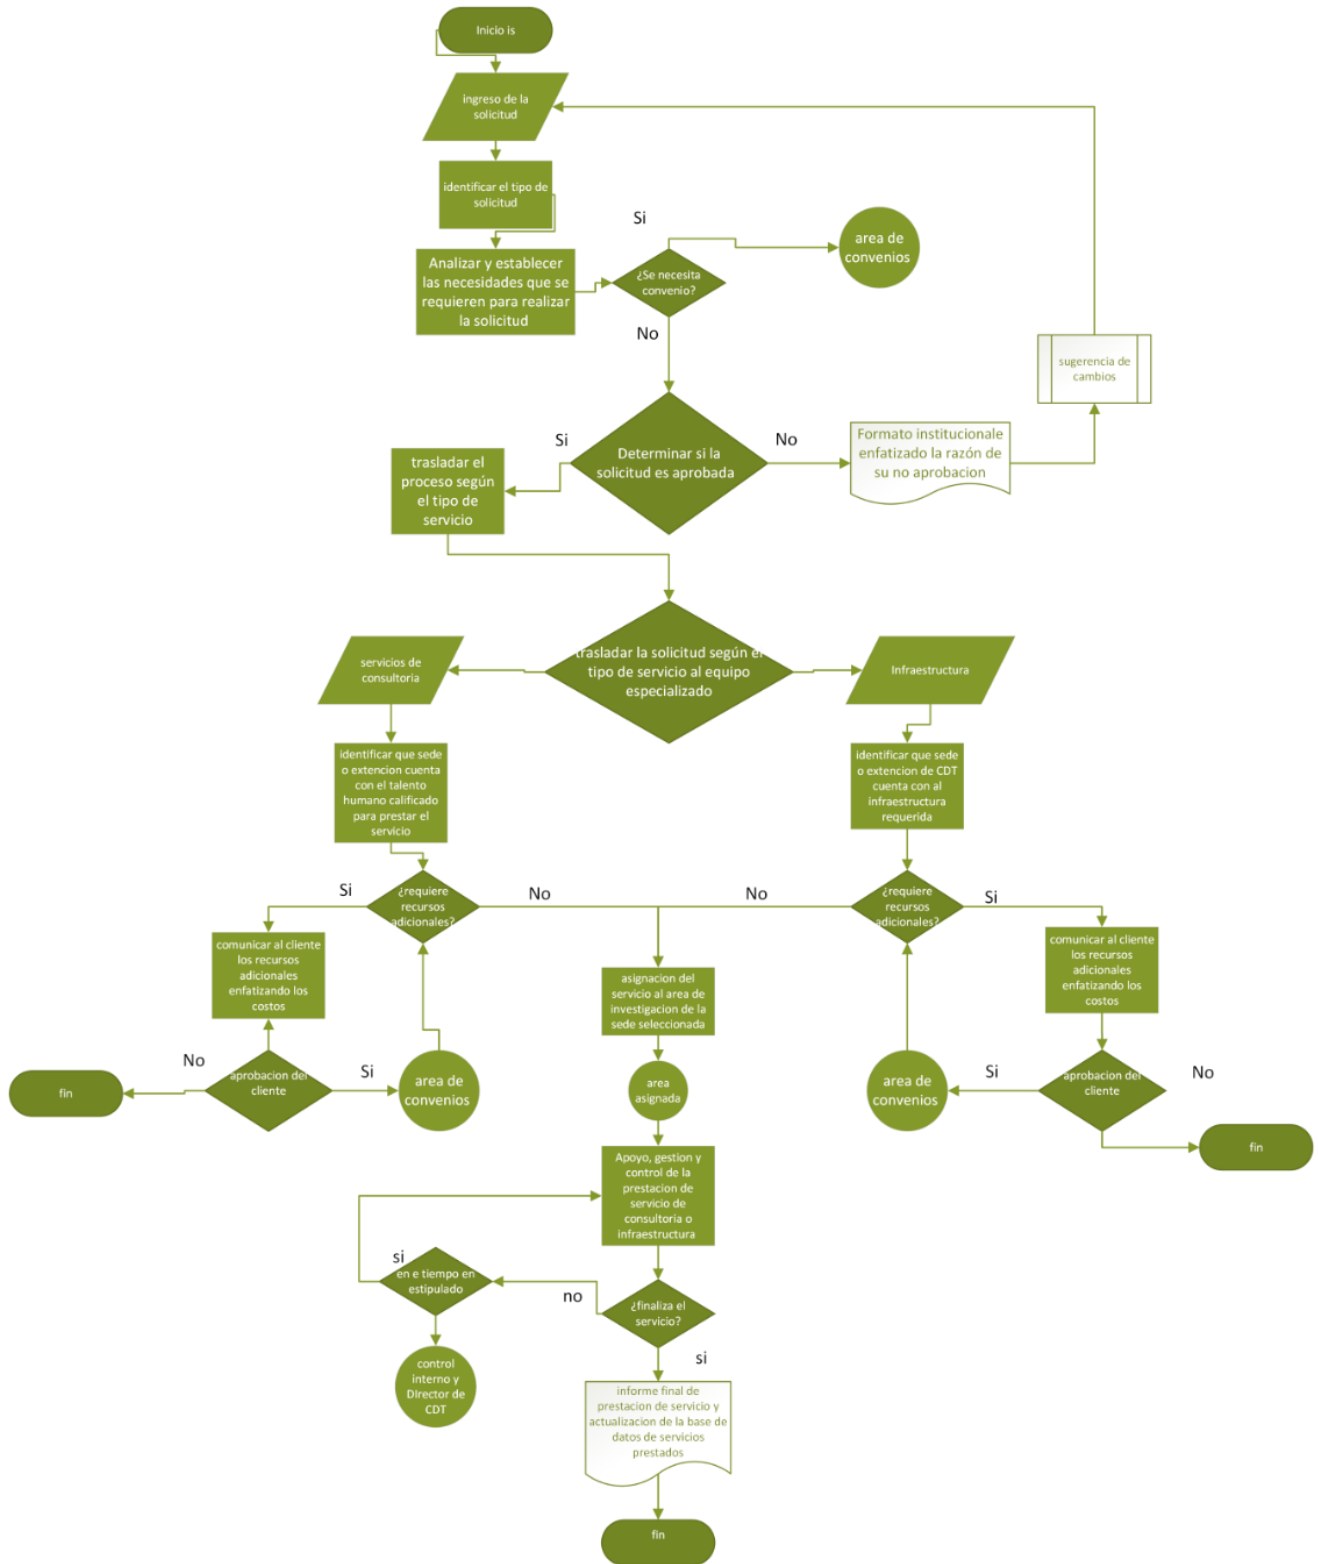 Inicio is
ingreso de la
solicitud
identificar el tipo de
solicitud
Si
area de
convenios
Analizar y establecer
las necesidades que se
requieren para realizar
la solicitud
¿Se necesita
convenio?
No
sugerencia de
cambios
Si
Determinar si la
solicitud es aprobada
No
Formato institucionale
enfatizado la razón de
su no aprobacion
trasladar el
proceso según
el tipo de
servicio
servicios de
consultoria
trasladar la solicitud según el
tipo de servicio al equipo
especializado
Infraestructura
identificar que sede
o extencion cuenta
con el talento
humano calificado
para prestar el
servicio
identificar que sede
o extencion de CDT
cuenta con al
infraestructura
requerida
Si
¿requiere
recursos
adicionales?
No
No
¿requiere
recursos
adicionales?
Si
comunicar al cliente
los recursos
adicionales
enfatizando los
costos
asignacion del
servicio al area de
investigacion de la
sede seleccionada
comunicar al cliente
los recursos
adicionales
enfatizando los
costos
fin
No
aprobacion del
cliente
Si
area de
convenios
area
asignada
area de
convenios
Si
aprobacion del
cliente
No
fin
Apoyo, gestion y
control de la
prestacion de
servicio de
consultoria o
infraestructura
si
en e tiempo en
estipulado
no
¿finaliza el
servicio?
si
control
interno y
DIrector de
CDT
informe final de
prestacion de servicio y
actualizacion de la base de
datos de servicios
prestados
fin